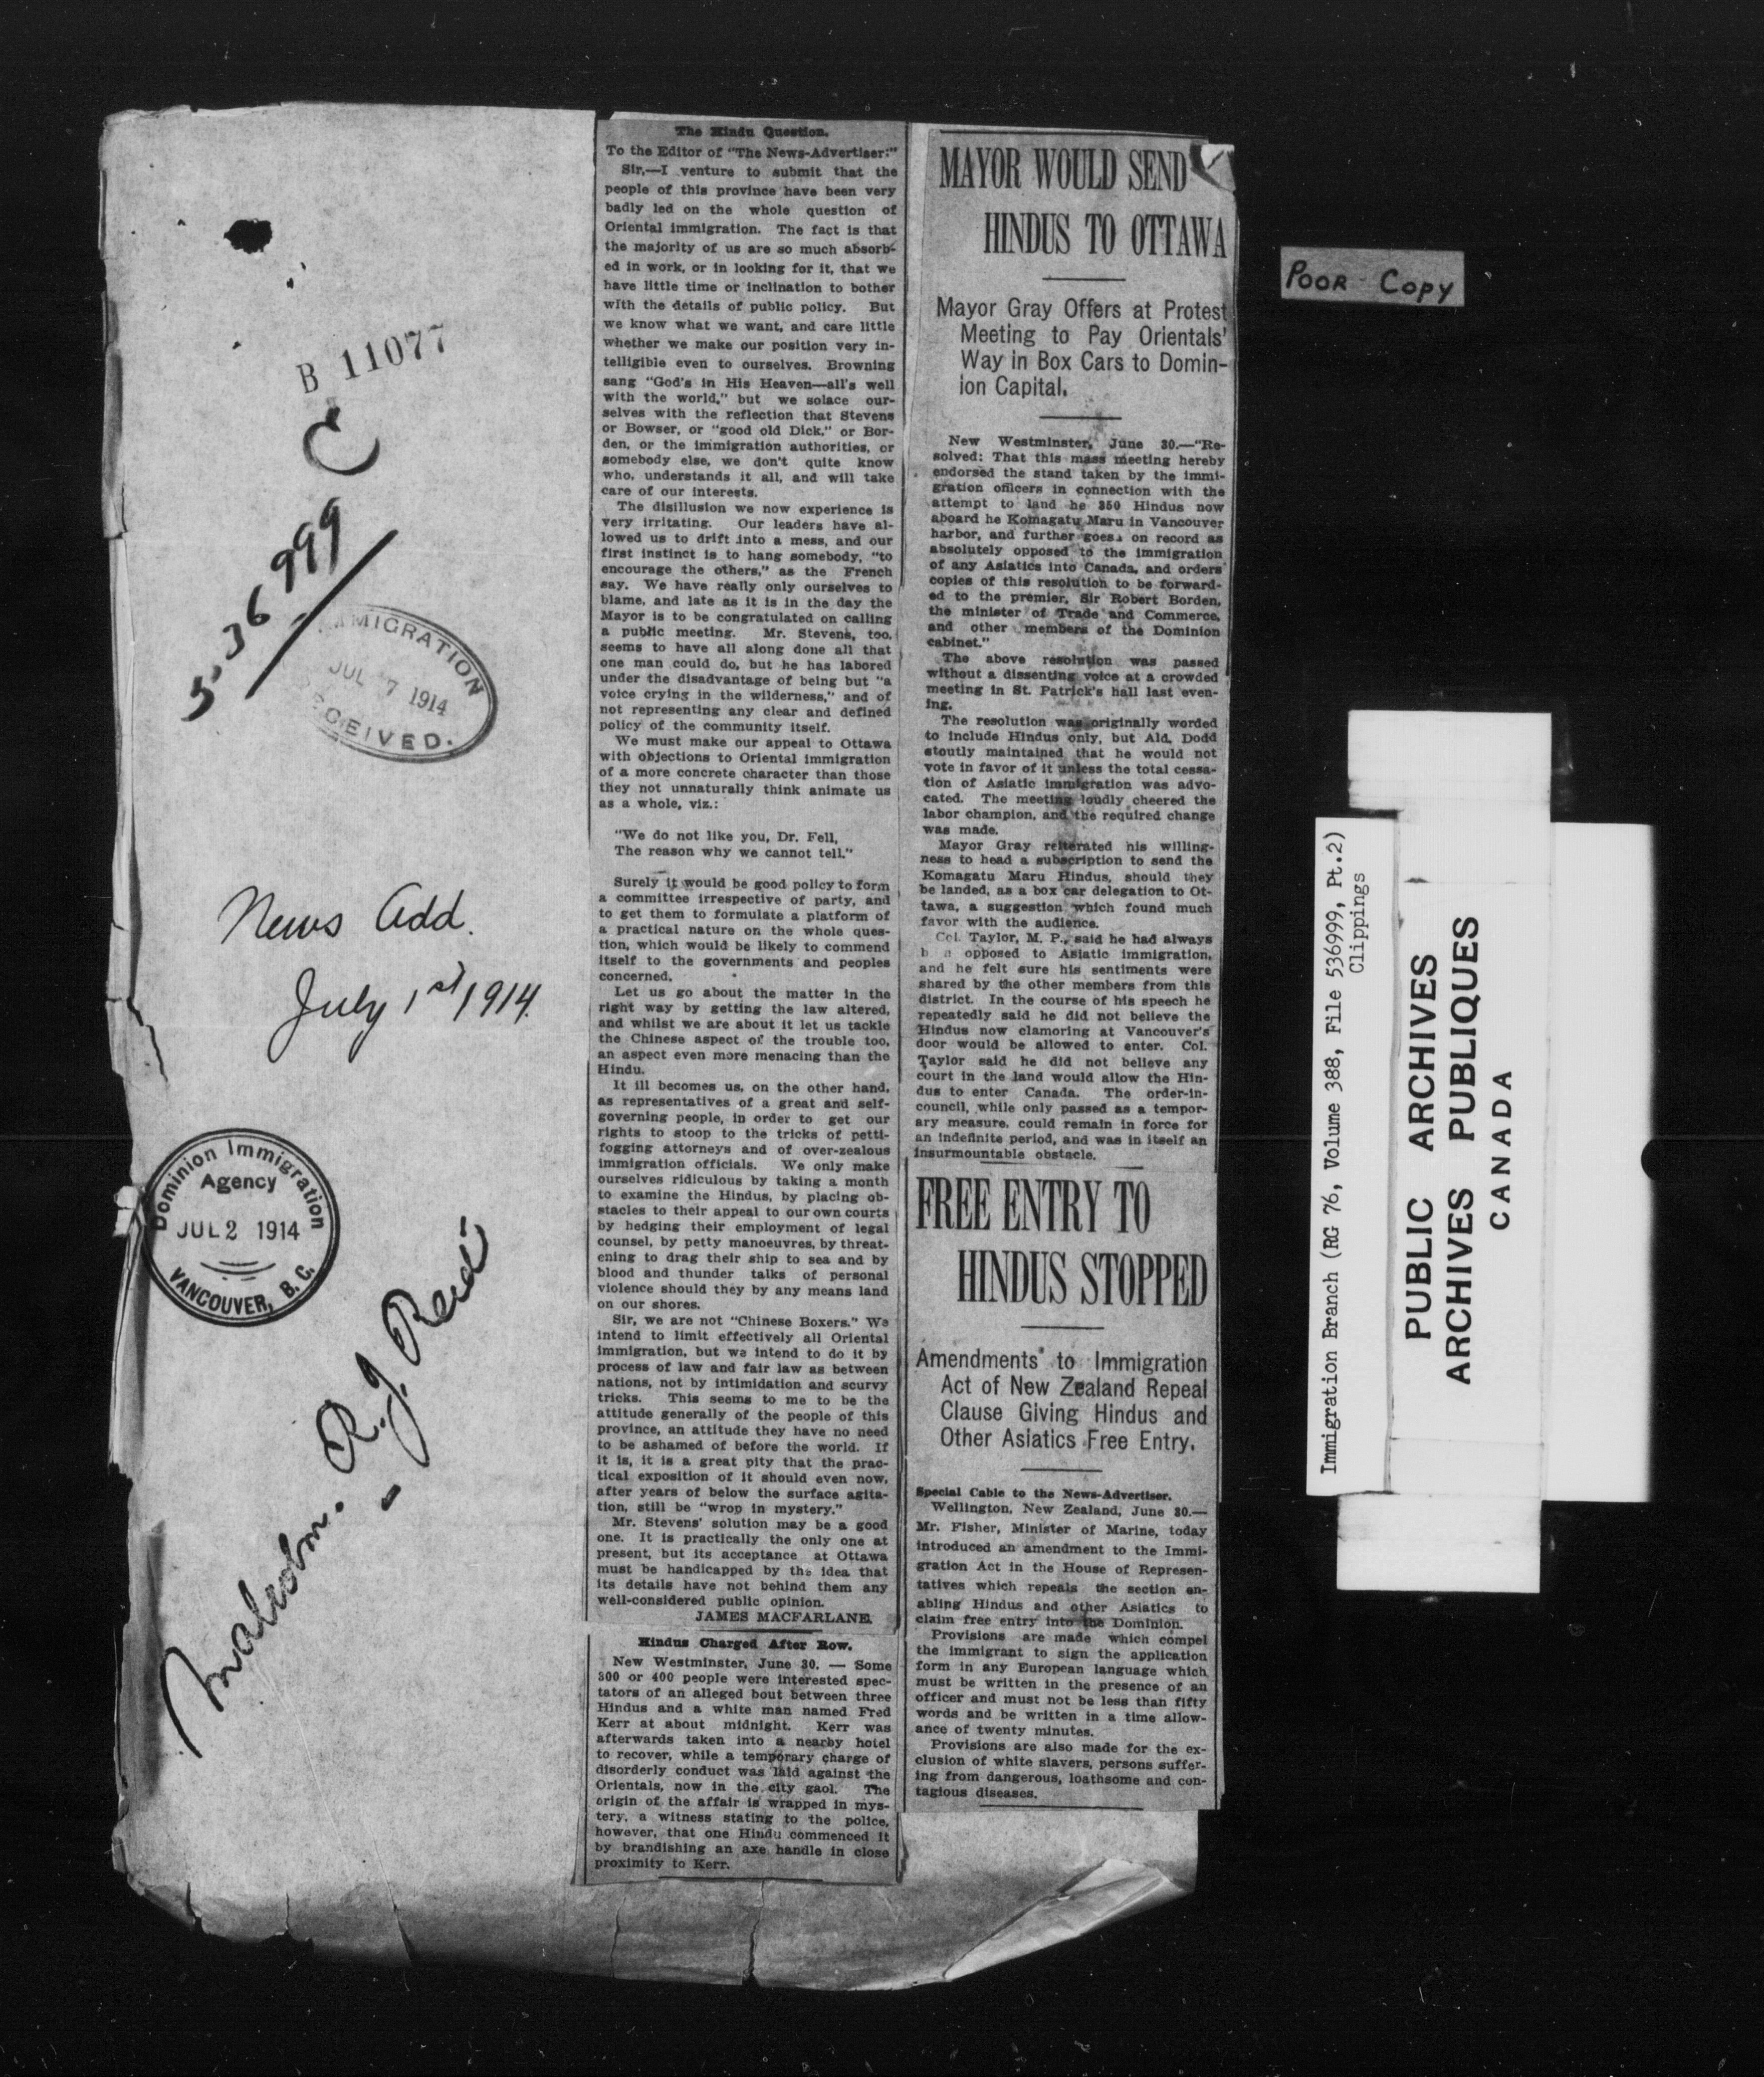 B 11077
C
536999
IMMIGRATION
JUL 7 1914
RECEIVED.
News Add.
July 1st 1914.
Dominion Immigration
Agency
JUL 2 1914
VANCOUVER, B.C.
Malcolm. R. J. Reid
The Hindu Question.
To the Editor of "The News-Advertiser:"
Sir,—I venture to submit that the
people of this province have been very
badly led on the whole question of
Oriental immigration. The fact is that
the majority of us are so much absorb-
ed in work, or in looking for it, that we
have little time or inclination to bother
with the details of public policy. But
we know what we want, and care little
whether we make our position very in-
telligible even to ourselves. Browning
sang "God's in His Heaven—all's well
with the world," but we solace our-
selves with the reflection that Stevens
or Bowser, or "good old Dick," or Bor-
den, or the immigration authorities, or
somebody else, we don't quite know
who, understands it all, and will take
care of our interests.
The disillusion we now experience is
very irritating. Our leaders have al-
lowed us to drift into a mess, and our
first instinct is to hang somebody, "to
encourage the others," as the French
say. We have really only ourselves to
blame, and late as it is in the day the
Mayor is to be congratulated on calling
a public meeting. Mr. Stevens, too,
seems to have all along done all that
one man could do, but he has labored
under the disadvantage of being but "a
voice crying in the wilderness," and of
not representing any clear and defined
policy of the community itself.
We must make our appeal to Ottawa
with objections to Oriental immigration
of a more concrete character than those
they not unnaturally think animate us
as a whole, viz.:
"We do not like you, Dr. Fell,
The reason why we cannot tell."
Surely it would be good policy to form
a committee irrespective of party, and
to get them to formulate a platform of
a practical nature on the whole ques-
tion, which would be likely to commend
itself to the governments and peoples
concerned.
Let us go about the matter in the
right way by getting the law altered,
and whilst we are about it let us tackle
the Chinese aspect of the trouble too,
an aspect even more menacing than the
Hindu.
It ill becomes us, on the other hand,
as representatives of a great and self-
governing people, in order to get our
rights to stoop to the tricks of petti-
fogging attorneys and of over-zealous
immigration officials. We only make
ourselves ridiculous by taking a month
to examine the Hindus, by placing ob-
stacles to their appeal to our own courts
by hedging their employment of legal
counsel, by petty manoeuvres, by threat-
ening to drag their ship to sea and by
blood and thunder talks of personal
violence should they by any means land
on our shores.
Sir, we are not "Chinese Boxers." We
intend to limit effectively all Oriental
immigration, but we intend to do it by
process of law and fair law as between
nations, not by intimidation and scurvy
tricks. This seems to me to be the
attitude generally of the people of this
province, an attitude they have no need
to be ashamed of before the world. If
it is, it is a great pity that the prac-
tical exposition of it should even now,
after years of below the surface agita-
tion, still be "wrop in mystery."
Mr. Stevens' solution may be a good
one. It is practically the only one at
present, but its acceptance at Ottawa
must be handicapped by the idea that
its details have not behind them any
well-considered public opinion.
JAMES MACFARLANE.
Hindus Charged After Row.
New Westminster, June 30. — Some
300 or 400 people were interested spec-
tators of an alleged bout between three
Hindus and a white man named Fred
Kerr at about midnight. Kerr was
afterwards taken into a nearby hotel
to recover, while a temporary charge of
disorderly conduct was laid against the
Orientals, now in the city gaol. The
origin of the affair is wrapped in mys-
tery, a witness stating to the police,
however, that one Hindu commenced it
by brandishing an axe handle in close
proximity to Kerr.
MAYOR WOULD SEND
HINDUS TO OTTAWA
Mayor Gray Offers at Protest
Meeting to Pay Orientals'
Way in Box Cars to Domin-
ion Capital.
New Westminster, June 30.—"Re-
solved: That this mass meeting hereby
endorsed the stand taken by the immi-
gration officers in connection with the
attempt to land he 350 Hindus now
aboard he Komagatu Maru in Vancouver
harbor, and further goes on record as
absolutely opposed to the immigration
of any Asiatics into Canada, and orders
copies of this resolution to be forward-
ed to the premier, Sir Robert Borden,
the minister of Trade and Commerce,
and other members of the Dominion
cabinet."
The above resolution was passed
without a dissenting voice at a crowded
meeting in St. Patrick's hall last even-
ing.
The resolution was originally worded
to include Hindus only, but Ald. Dodd
stoutly maintained that he would not
vote in favor of it unless the total cessa-
tion of Asiatic immigration was advo-
cated. The meeting loudly cheered the
labor champion, and the required change
was made.
Mayor Gray reiterated his willing-
ness to head a subscription to send the
Komagatu Maru Hindus, should they
be landed, as a box car delegation to Ot-
tawa, a suggestion which found much
favor with the audience.
Col. Taylor, M. P., said he had always
b n opposed to Asiatic immigration,
and he felt sure his sentiments were
shared by the other members from this
district. In the course of his speech he
repeatedly said he did not believe the
Hindus now clamoring at Vancouver's
door would be allowed to enter. Col.
Taylor said he did not believe any
court in the land would allow the Hin-
dus to enter Canada. The order-in-
council, while only passed as a tempor-
ary measure, could remain in force for
an indefinite period, and was in itself an
insurmountable obstacle.
FREE ENTRY TO
HINDUS STOPPED
Amendments to Immigration
Act of New Zealand Repeal
Clause Giving Hindus and
Other Asiatics Free Entry.
Special Cable to the News-Advertiser.
Wellington, New Zealand, June 30.—
Mr. Fisher, Minister of Marine, today
introduced an amendment to the Immi-
gration Act in the House of Represen-
tatives which repeals the section en-
abling Hindus and other Asiatics to
claim free entry into the Dominion.
Provisions are made which compel
the immigrant to sign the application
form in any European language which
must be written in the presence of an
officer and must not be less than fifty
words and be written in a time allow-
ance of twenty minutes.
Provisions are also made for the ex-
clusion of white slavers, persons suffer-
ing from dangerous, loathsome and con-
tagious diseases.
POOR COPY
Immigration Branch (RG 76, Volume 388, File 536999, Pt.2)
Clippings
PUBLIC ARCHIVES
ARCHIVES PUBLIQUES
CANADA